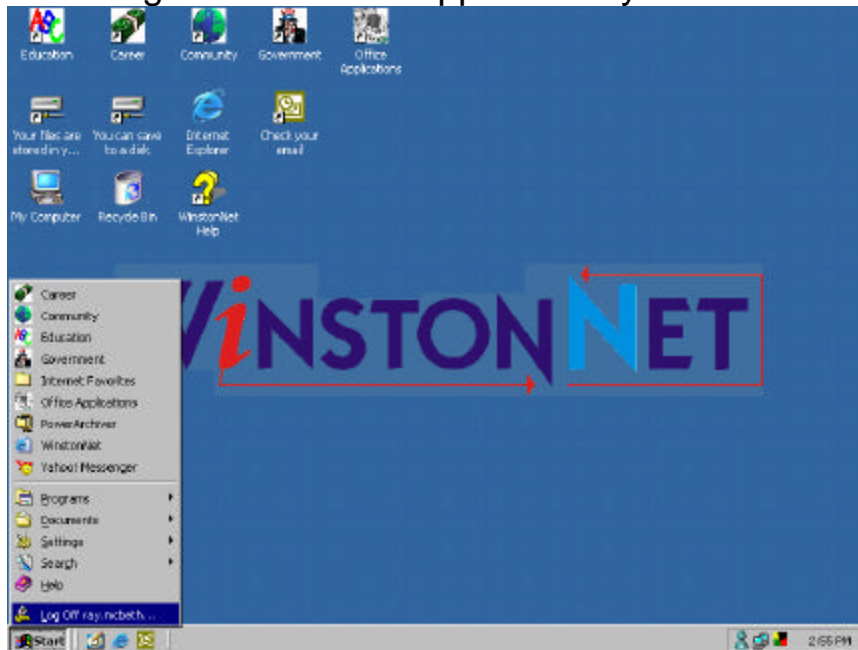 Education Career Community Government Office
Applications
Your files are You can save Internet Check your
stored in y... to a disk Explorer email
My Computer Recycle Bin WinstonNet
Help
WINSTONNET
Career
Community
Education
Government
Internet Favorites
Office Applications
PowerArchiver
WinstonNet
Yahoo! Messenger
Programs
Documents
Settings
Search
Help
Log Off ray.mcbeth...
Start 2:55 PM